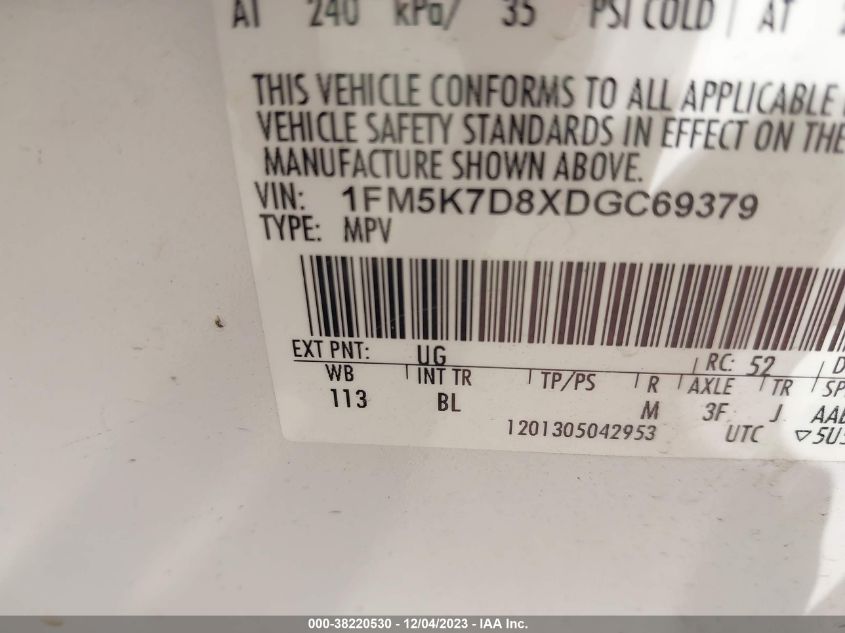 AT 240 kPa/ 35 PSI COLD AT
THIS VEHICLE CONFORMS TO ALL APPLICABLE
VEHICLE SAFETY STANDARDS IN EFFECT ON THE
MANUFACTURE SHOWN ABOVE.
VIN: 1FM5K7D8XDGC69379
TYPE: MPV
EXT PNT: UG RC: 52
WB INT TR TP/PS R AXLE TR
113 BL M 3F J
1201305042953 UTC ▽5U
000-38220530 - 12/04/2023 - IAA Inc.